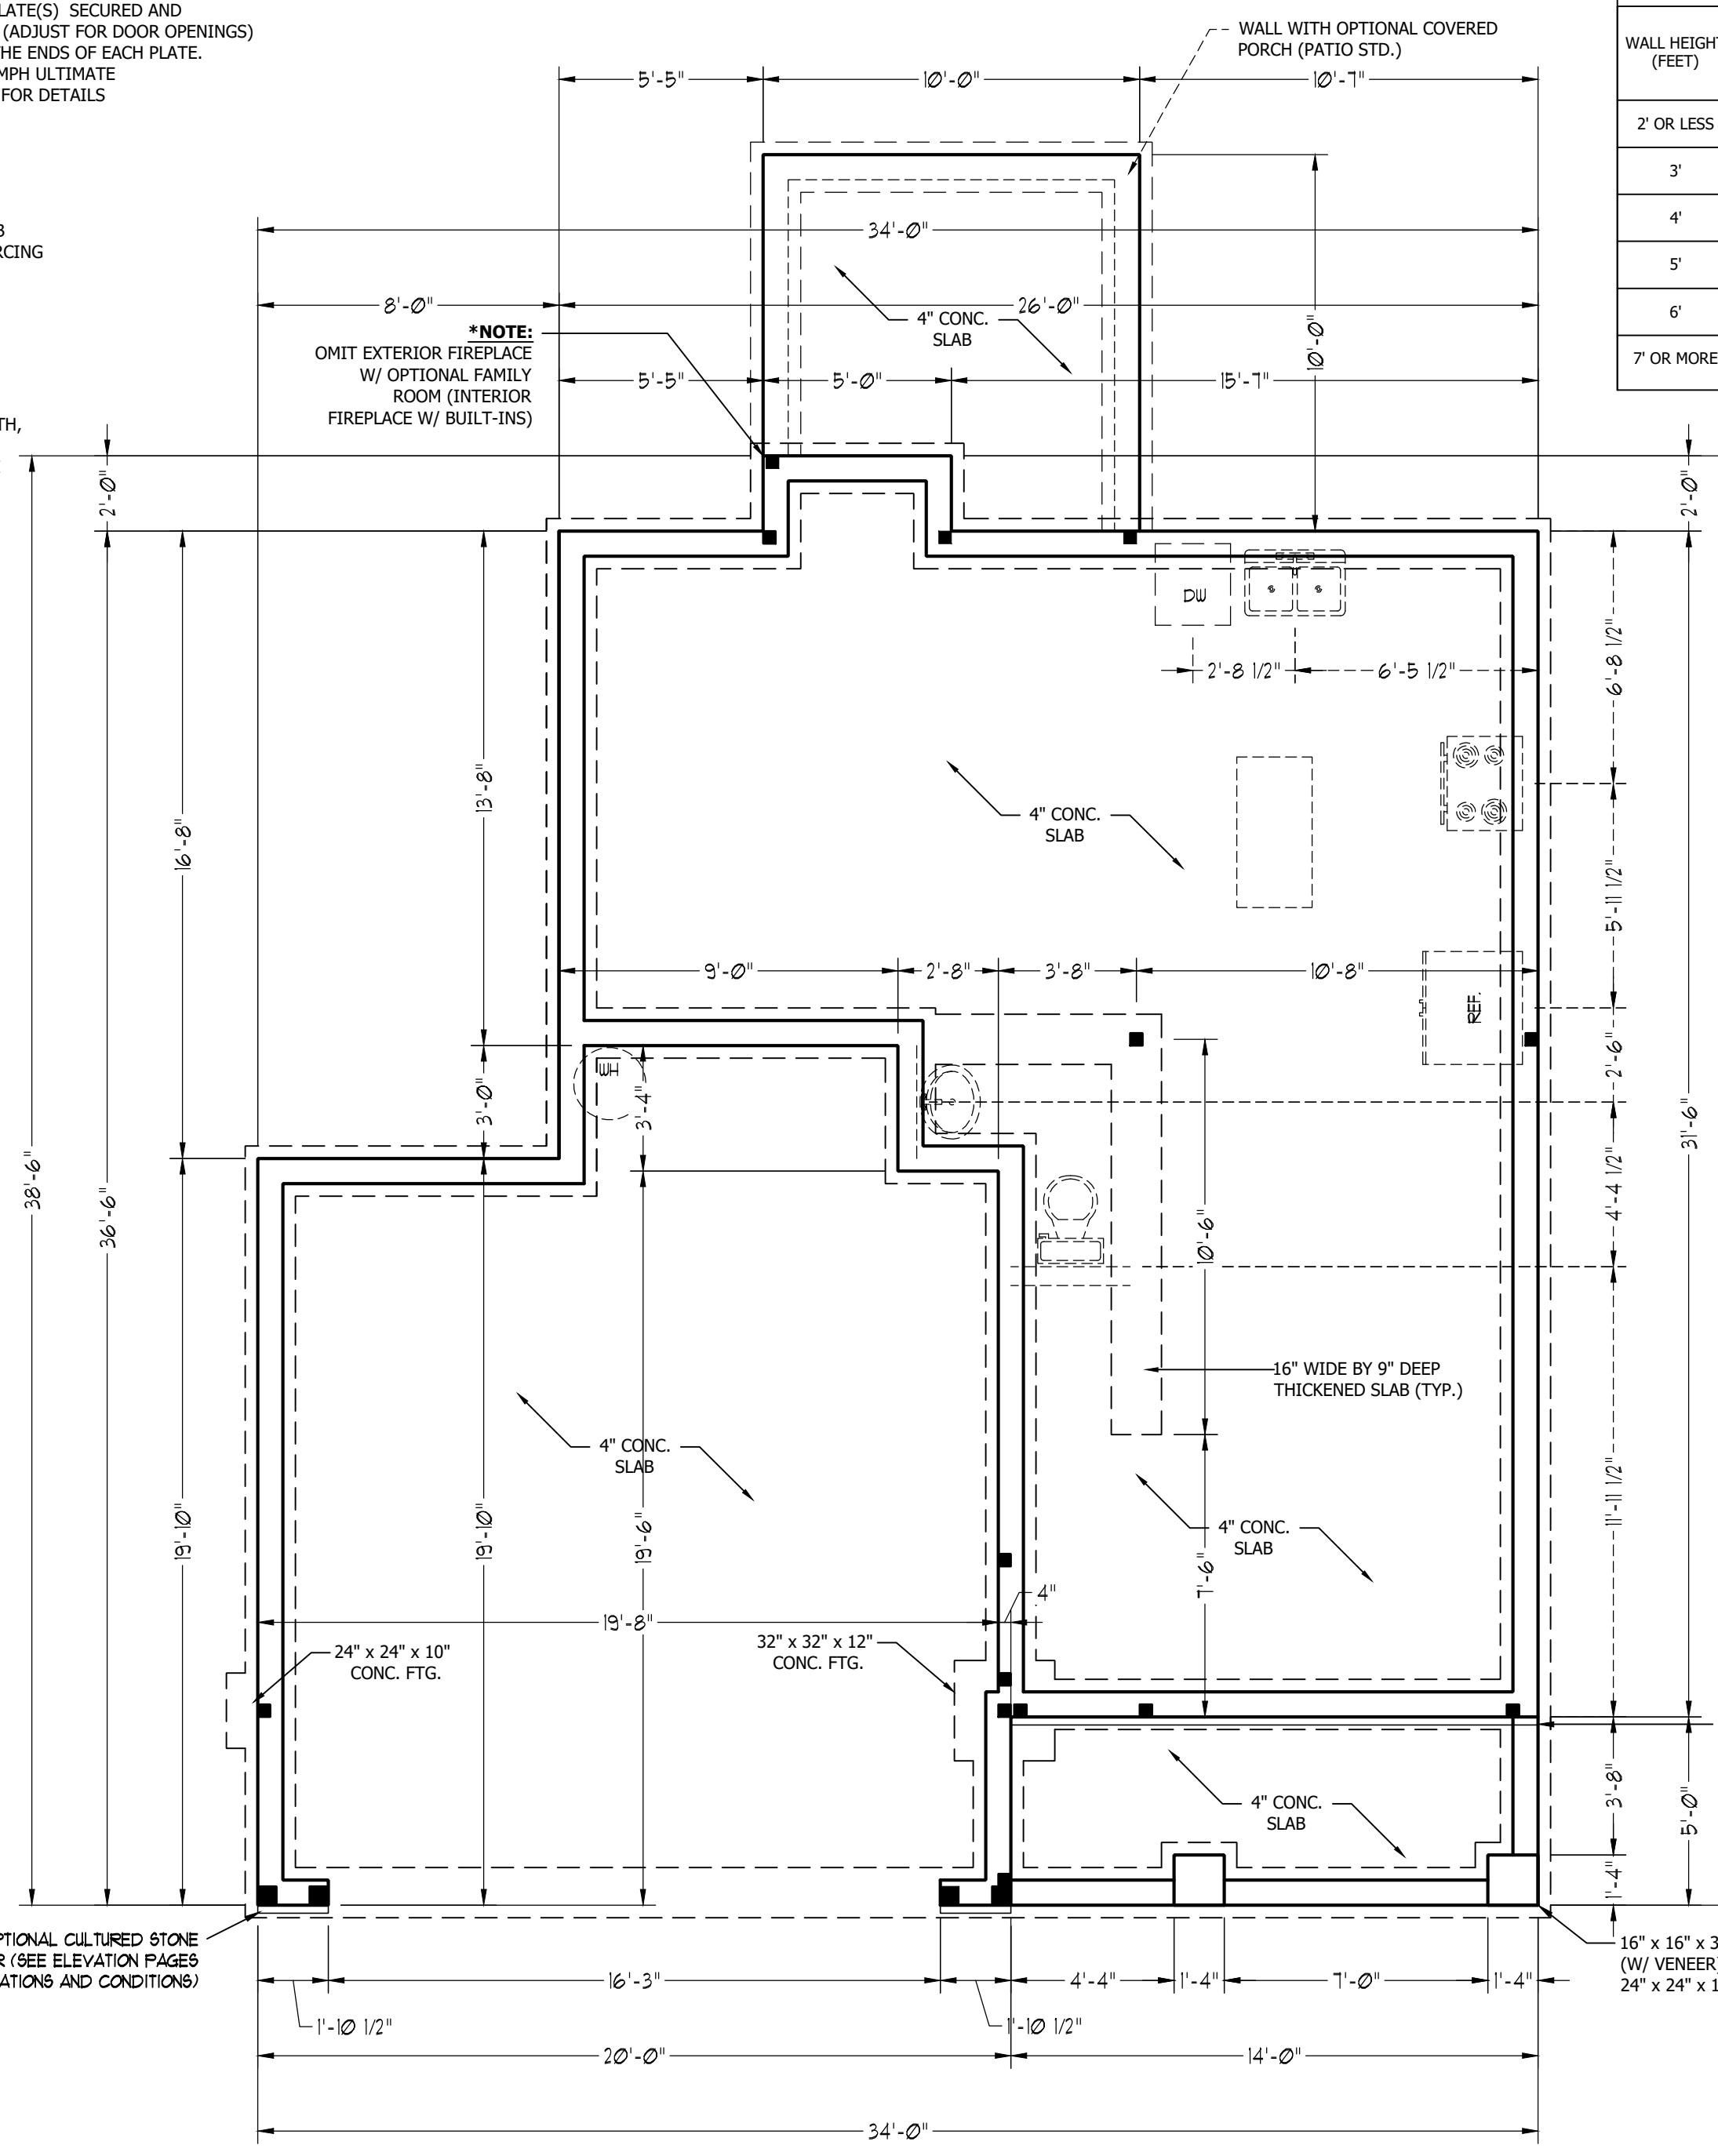 LATE(S) SECURED AND
(ADJUST FOR DOOR OPENINGS)
THE ENDS OF EACH PLATE.
MPH ULTIMATE
FOR DETAILS
WALL WITH OPTIONAL COVERED
PORCH (PATIO STD.)
WALL HEIGHT
(FEET)
2' OR LESS
3'
4'
5'
6'
7' OR MORE
5'-5"
10'-0"
10'-7"
34'-0"
8'-0"
26'-0"
4" CONC.
SLAB
10'-0"
*NOTE:
OMIT EXTERIOR FIREPLACE
W/ OPTIONAL FAMILY
ROOM (INTERIOR
FIREPLACE W/ BUILT-INS)
5'-5"
5'-0"
15'-7"
RCING
TH,
2'-0"
2'-0"
DW
2'-8 1/2"
6'-5 1/2"
6'-8 1/2"
13'-8"
16'-8"
4" CONC.
SLAB
5'-11 1/2"
9'-0"
2'-8"
3'-8"
10'-8"
REF.
2'-6"
WH
3'-0"
3'-4"
31'-6"
38'-6"
36'-6"
4'-4 1/2"
10'-6"
16" WIDE BY 9" DEEP
THICKENED SLAB (TYP.)
4" CONC.
SLAB
11'-11 1/2"
19'-10"
19'-10"
19'-6"
4" CONC.
SLAB
7'-6"
4"
19'-8"
24" x 24" x 10"
CONC. FTG.
32" x 32" x 12"
CONC. FTG.
3'-8"
5'-0"
4" CONC.
SLAB
1'-4"
PTIONAL CULTURED STONE
R (SEE ELEVATION PAGES
ATIONS AND CONDITIONS)
16" x 16" x 3
(W/ VENEER)
24" x 24" x 1
16'-3"
4'-4"
1'-4"
7'-0"
1'-4"
1'-10 1/2"
1'-10 1/2"
20'-0"
14'-0"
34'-0"